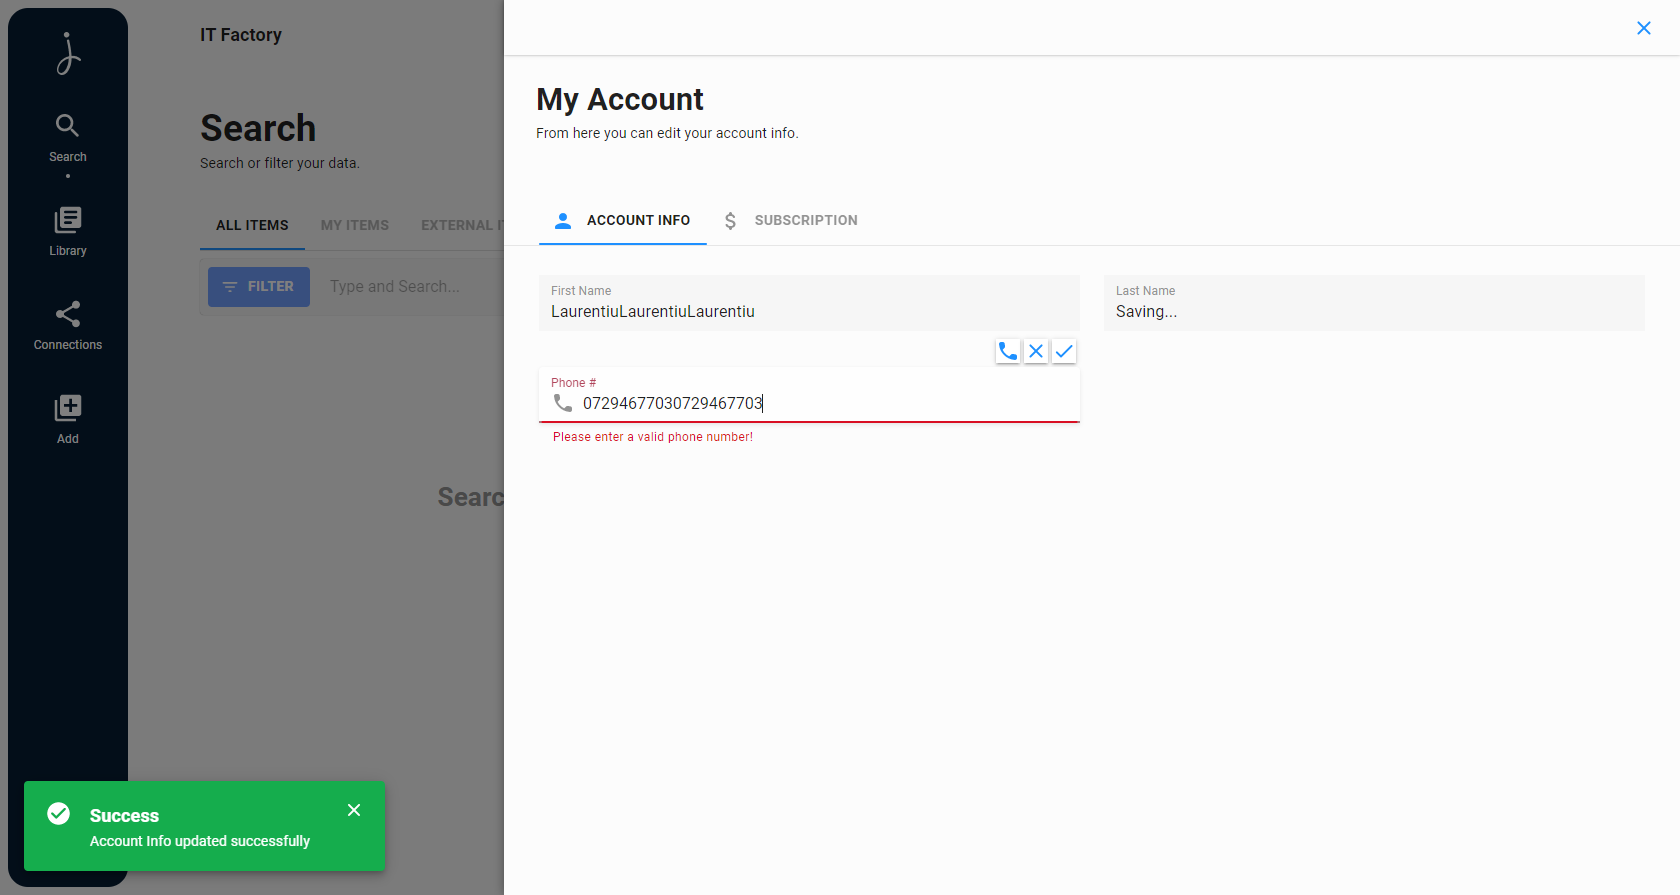 IT Factory
Search
Search or filter your data.
ALL ITEMS
MY ITEMS
EXTERNAL IT
FILTER
Type and Search...
Searc
Search
Library
Connections
Add
My Account
From here you can edit your account info.
ACCOUNT INFO
SUBSCRIPTION
First Name
LaurentiuLaurentiuLaurentiu
Last Name
Saving...
Phone #
07294677030729467703
Please enter a valid phone number!
Success
Account Info updated successfully